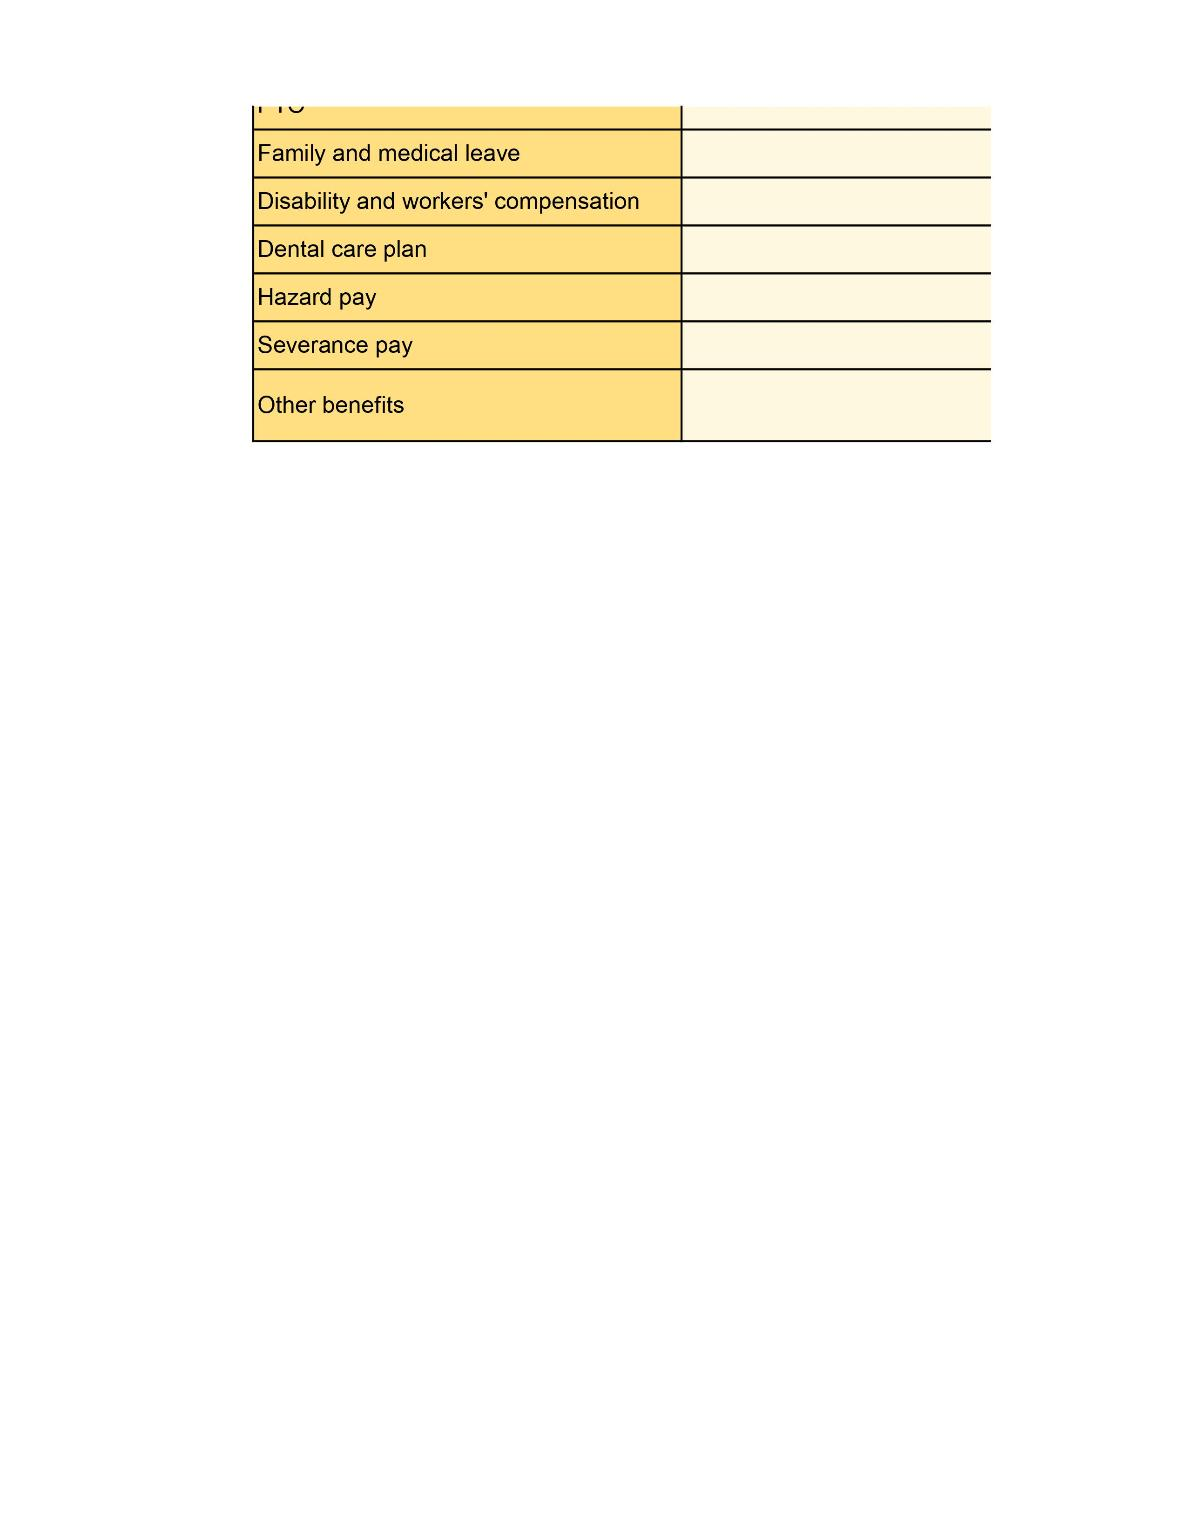 Family and medical leave
Disability and workers' compensation
Dental care plan
Hazard pay
Severance pay
Other benefits